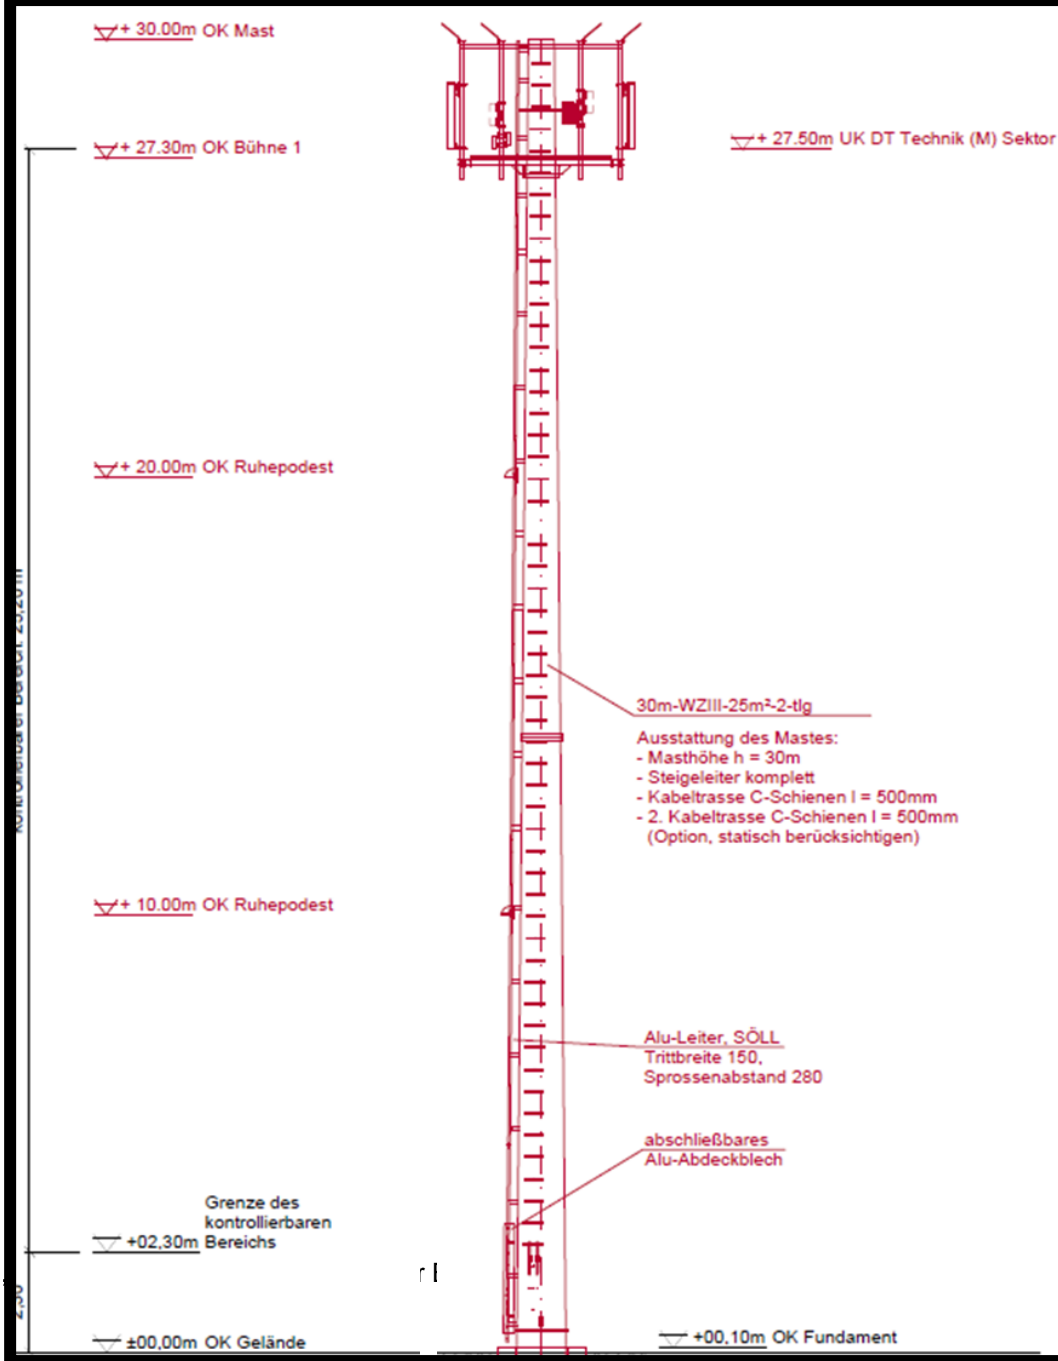 + 30.00m OK Mast
+ 27.30m OK Bühne 1
+ 27.50m UK DT Technik (M) Sektor
+ 20.00m OK Ruhepodest
30m-WZIII-25m²-2-tlg
Ausstattung des Mastes:
- Masthöhe h = 30m
- Steigeleiter komplett
- Kabeltrasse C-Schienen l = 500mm
- 2. Kabeltrasse C-Schienen l = 500mm
(Option, statisch berücksichtigen)
+ 10.00m OK Ruhepodest
Alu-Leiter, SÖLL
Trittbreite 150,
Sprossenabstand 280
abschließbares
Alu-Abdeckblech
Grenze des
kontrollierbaren
+02,30m Bereichs
±00,00m OK Gelände
+00,10m OK Fundament